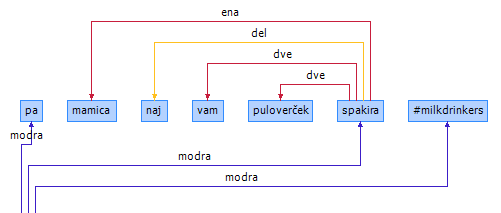 ena
del
dve
dve
pa mamica naj vam puloverček spakira #milkdrinkers
modra
modra
modra